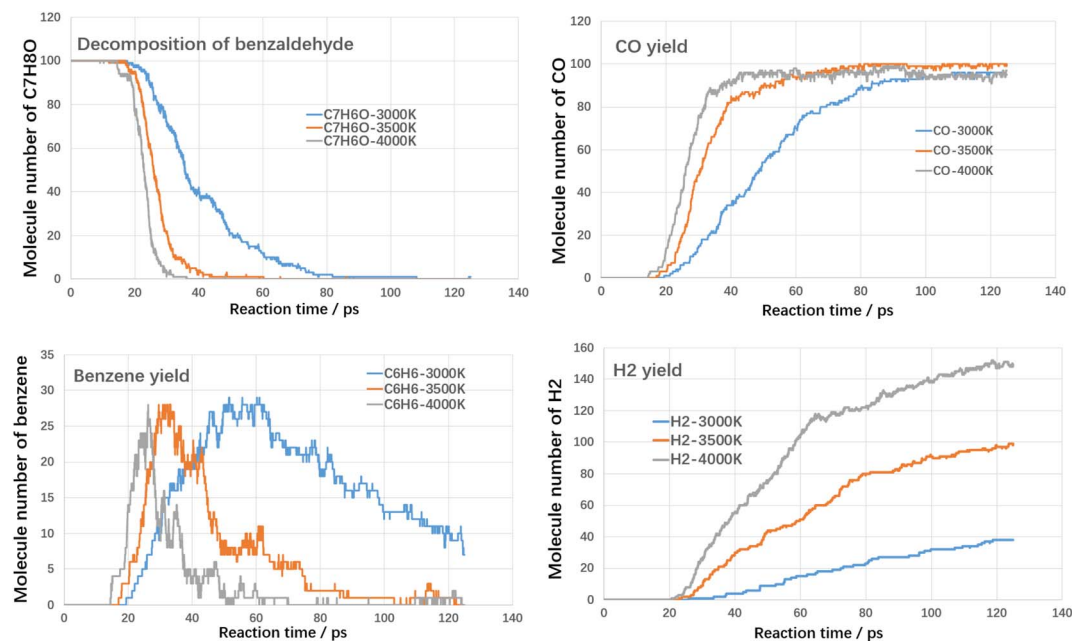 Decomposition of benzaldehyde
Molecule number of C7H8O
120
100
80
60
40
20
0
C7H6O-3000K
C7H6O-3500K
C7H6O-4000K
0 20 40 60 80 100 120 140
Reaction time / ps
CO yield
Molecule number of CO
120
100
80
60
40
20
0
CO-3000K
CO-3500K
CO-4000K
0 20 40 60 80 100 120 140
Reaction time / ps
Benzene yield
Molecule number of benzene
35
30
25
20
15
10
5
0
C6H6-3000K
C6H6-3500K
C6H6-4000K
0 20 40 60 80 100 120 140
Reaction time / ps
H2 yield
Molecule number of H2
160
140
120
100
80
60
40
20
0
H2-3000K
H2-3500K
H2-4000K
0 20 40 60 80 100 120 140
Reaction time / ps